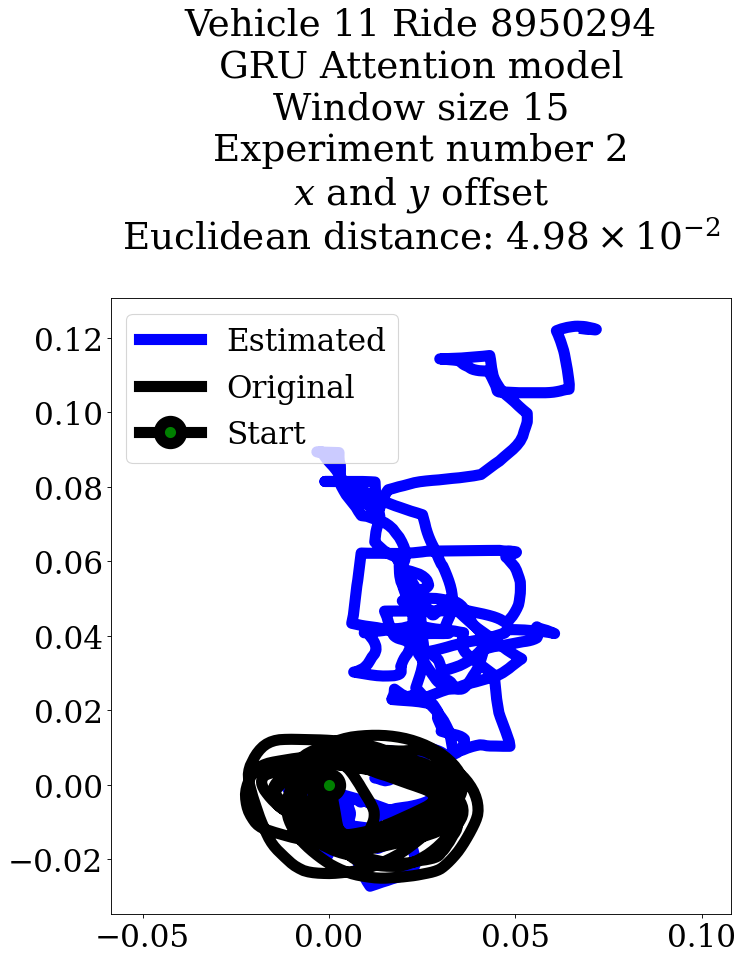 Vehicle 11 Ride 8950294
GRU Attention model
Window size 15
Experiment number 2
x and y offset
Euclidean distance: 4.98 × 10⁻²
Estimated
Original
Start
0.12
0.10
0.08
0.06
0.04
0.02
0.00
−0.02
−0.05 0.00 0.05 0.10